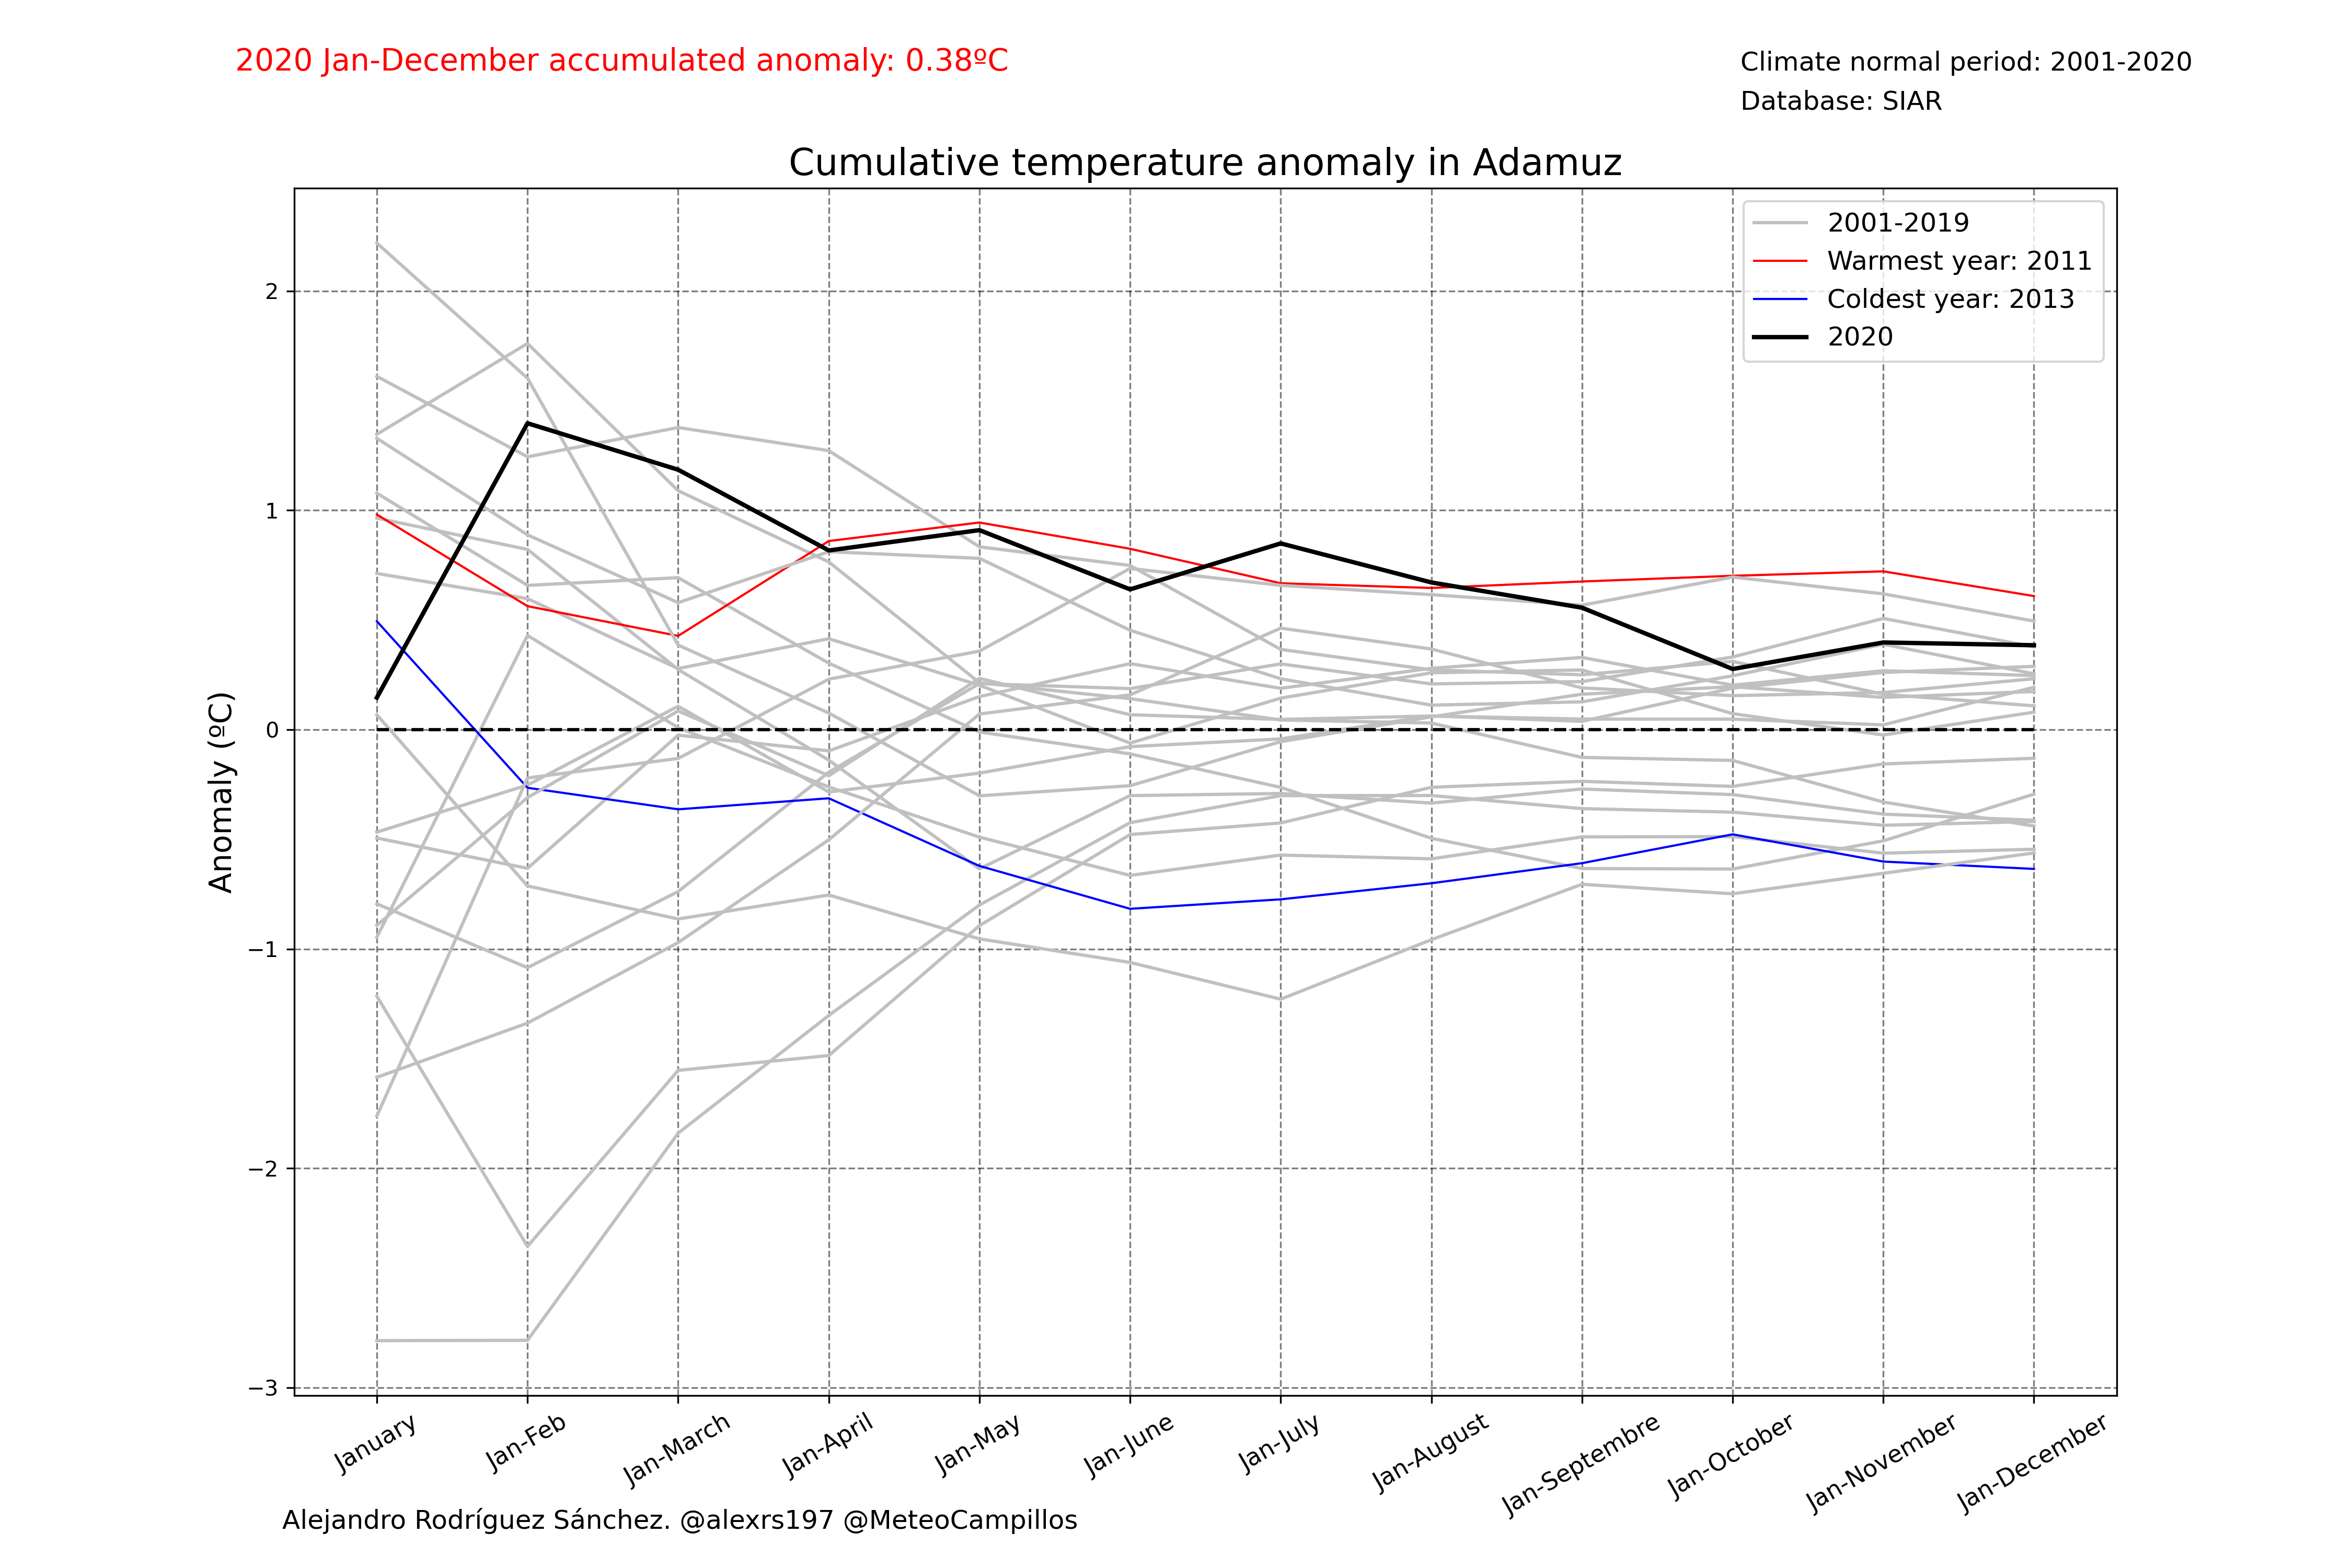 2020 Jan-December accumulated anomaly: 0.38ºC
Climate normal period: 2001-2020
Database: SIAR
Cumulative temperature anomaly in Adamuz
2001-2019
Warmest year: 2011
Coldest year: 2013
2020
Anomaly (ºC)
2
1
0
−1
−2
−3
January
Jan-Feb
Jan-March
Jan-April
Jan-May
Jan-June
Jan-July
Jan-August
Jan-Septembre
Jan-October
Jan-November
Jan-December
Alejandro Rodríguez Sánchez. @alexrs197 @MeteoCampillos